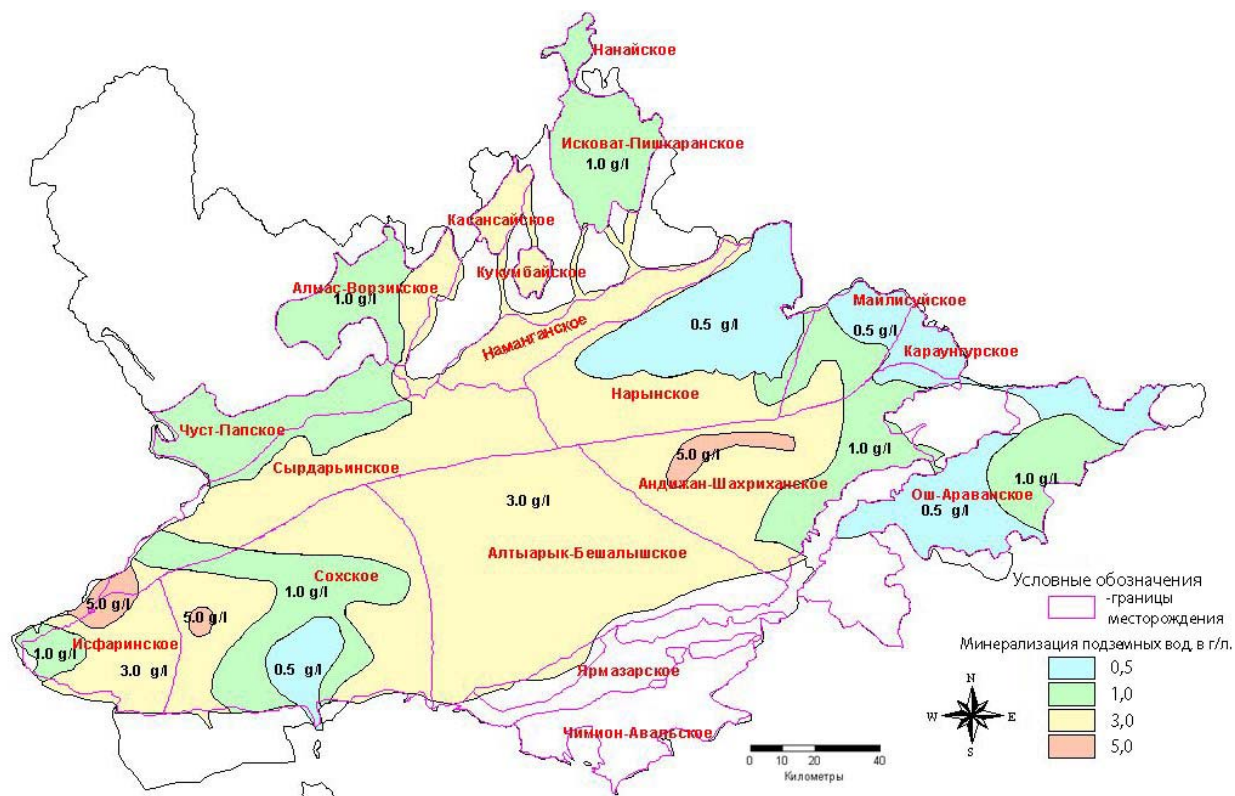 Нанайское
Исковат-Пишкаранское
1.0 g/l
Касансайское
Кукумбайское
Алмас-Ворзикское
1.0 g/l
Наманганское
0.5 g/l
Майлисуйское
0.5 g/l
Караунгурское
Нарынское
Чуст-Папское
Сырдарьинское
5.0 g/l
1.0 g/l
Андижан-Шахриханское
1.0 g/l
Ош-Араванское
0.5 g/l
3.0 g/l
Алтыарык-Бешалышское
Сохское
1.0 g/l
5.0 g/l
5.0 g/l
Исфаринское
1.0 g/l
3.0 g/l
0.5 g/l
Ярмазарское
Чимион-Авальское
Условные обозначения
-границы
месторождения
Минерализация подземных вод, в г/л.
0,5
1,0
3,0
5,0
N
W E
S
0 10 20 40
Километры